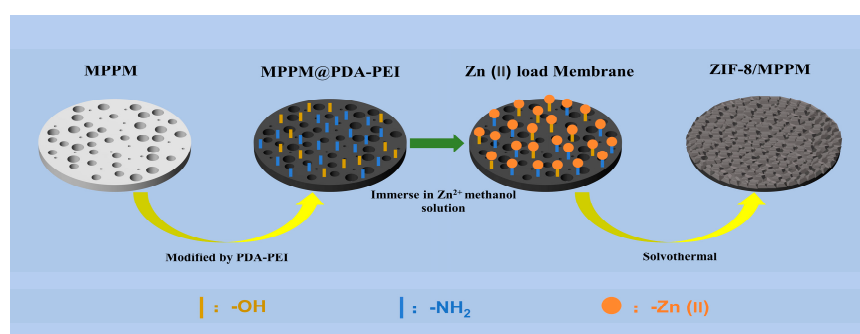 MPPM
MPPM@PDA-PEI
Zn (II) load Membrane
ZIF-8/MPPM
Immerse in Zn²⁺ methanol
solution
Modified by PDA-PEI
Solvothermal
: -OH
: -NH₂
: -Zn (II)